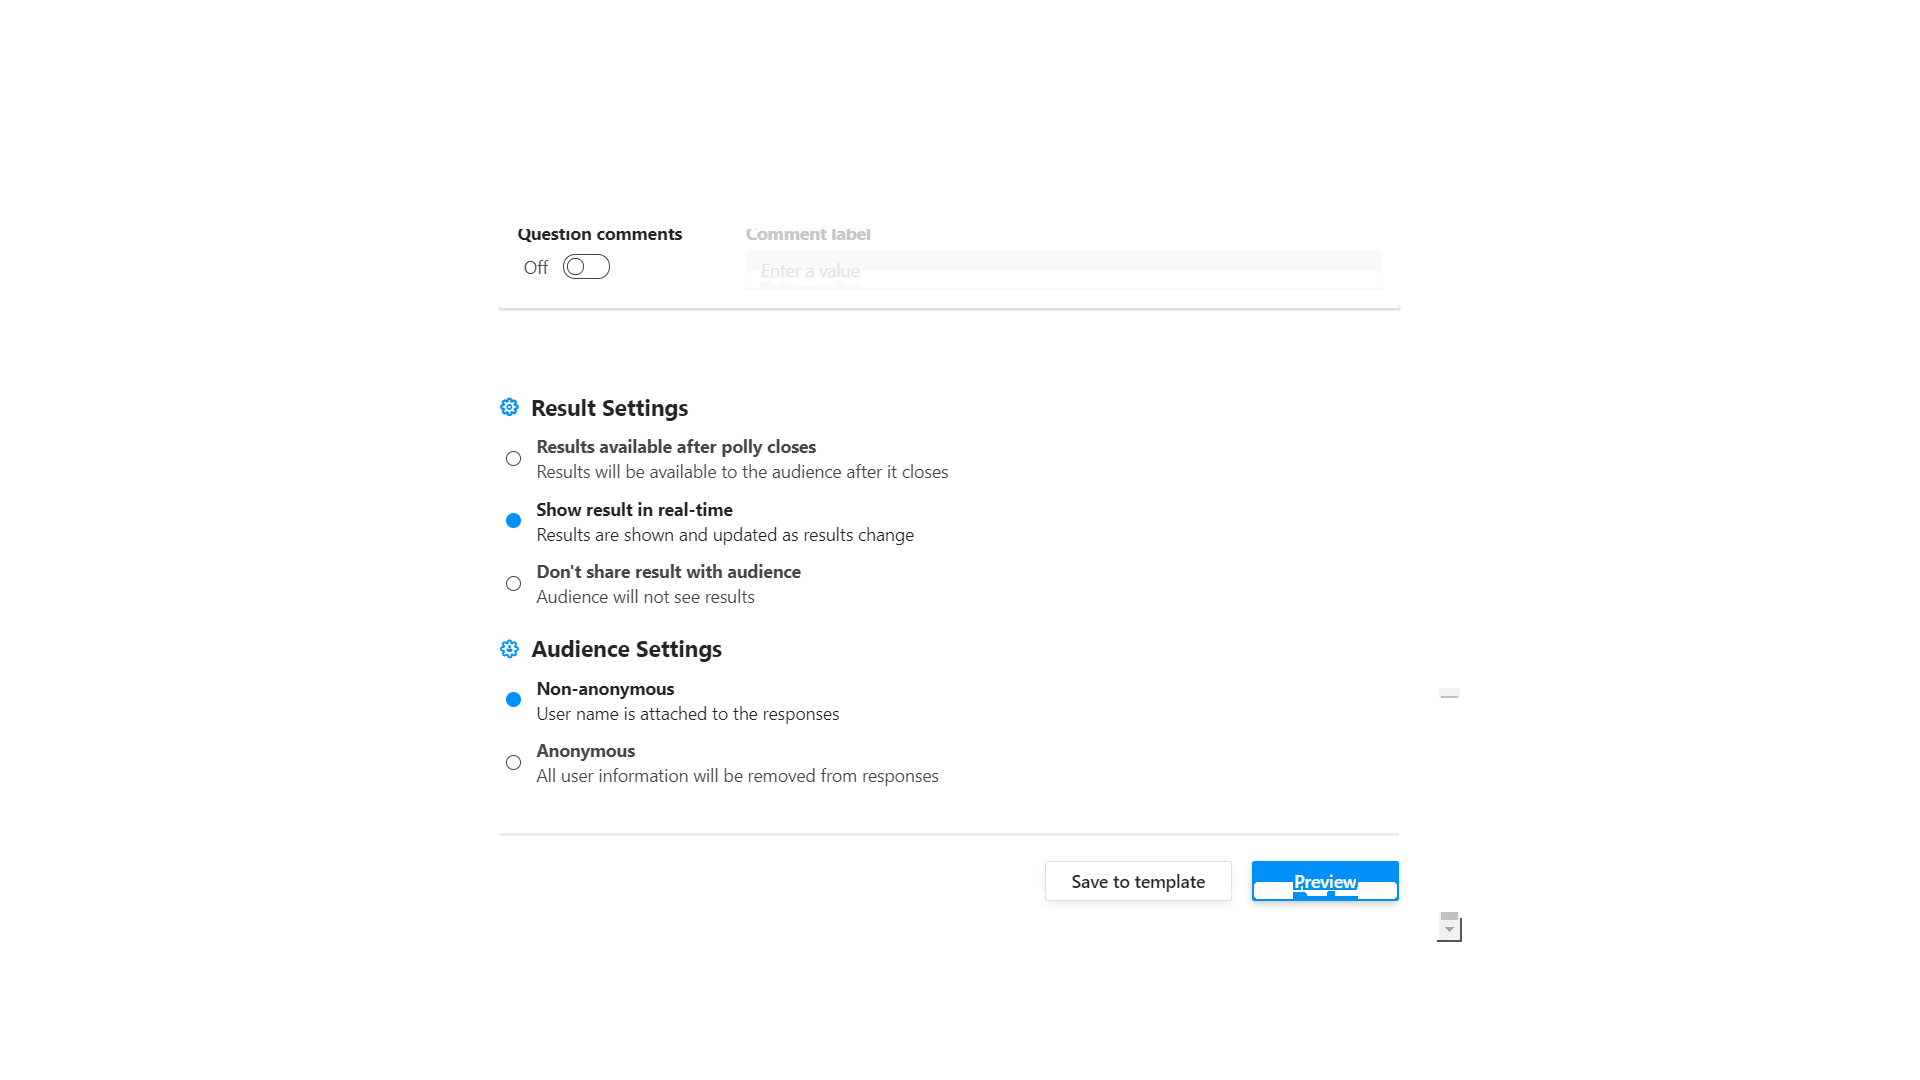 Question comments
Comment label
Off
Enter a value
Result Settings
Results available after polly closes
Results will be available to the audience after it closes
Show result in real-time
Results are shown and updated as results change
Don't share result with audience
Audience will not see results
Audience Settings
Non-anonymous
User name is attached to the responses
Anonymous
All user information will be removed from responses
Save to template
Preview